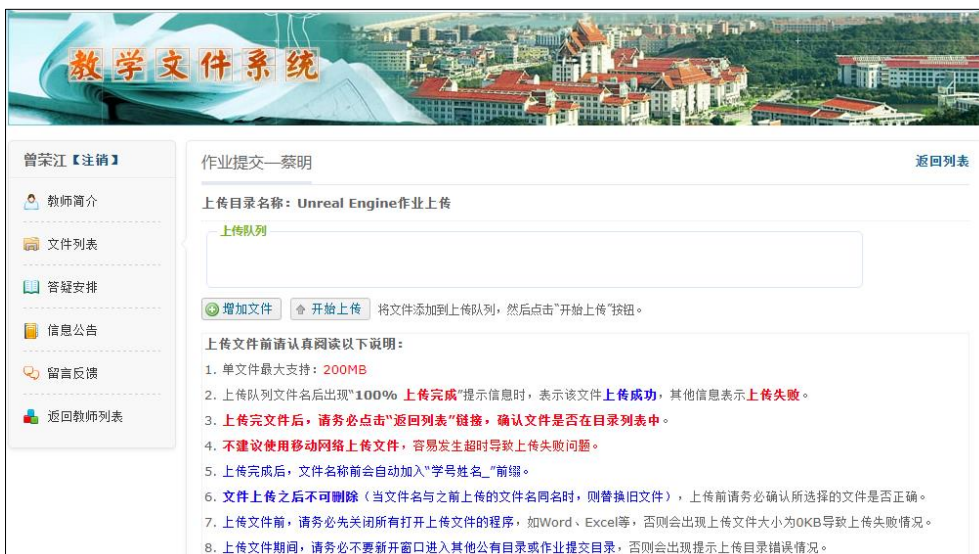 教学文件系统
曾荣江【注销】
教师简介
文件列表
答疑安排
信息公告
留言反馈
返回教师列表
作业提交—蔡明
返回列表
上传目录名称：Unreal Engine作业上传
上传队列
增加文件 开始上传 将文件添加到上传队列，然后点击“开始上传”按钮。
上传文件前请认真阅读以下说明：
1. 单文件最大支持：200MB
2. 上传队列文件名后出现“100% 上传完成”提示信息时，表示该文件上传成功，其他信息表示上传失败。
3. 上传完文件后，请务必点击“返回列表”链接，确认文件是否在目录列表中。
4. 不建议使用移动网络上传文件，容易发生超时导致上传失败问题。
5. 上传完成后，文件名称前会自动加入“学号姓名_”前缀。
6. 文件上传之后不可删除（当文件名与之前上传的文件名同名时，则替换旧文件），上传前请务必确认所选择的文件是否正确。
7. 上传文件前，请务必先关闭所有打开上传文件的程序，如Word、Excel等，否则会出现上传文件大小为0KB导致上传失败情况。
8. 上传文件期间，请务必不要新开窗口进入其他公有目录或作业提交目录，否则会出现提示上传目录错误情况。